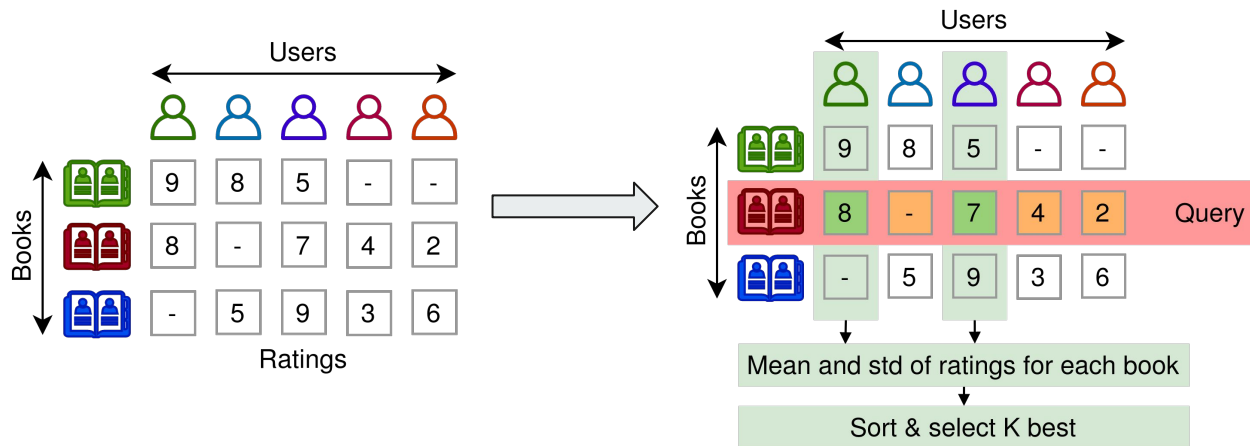 Users
Books
9 8 5 - -
8 - 7 4 2
- 5 9 3 6
Ratings
Users
Books
9 8 5 - -
8 - 7 4 2 Query
- 5 9 3 6
Mean and std of ratings for each book
Sort & select K best